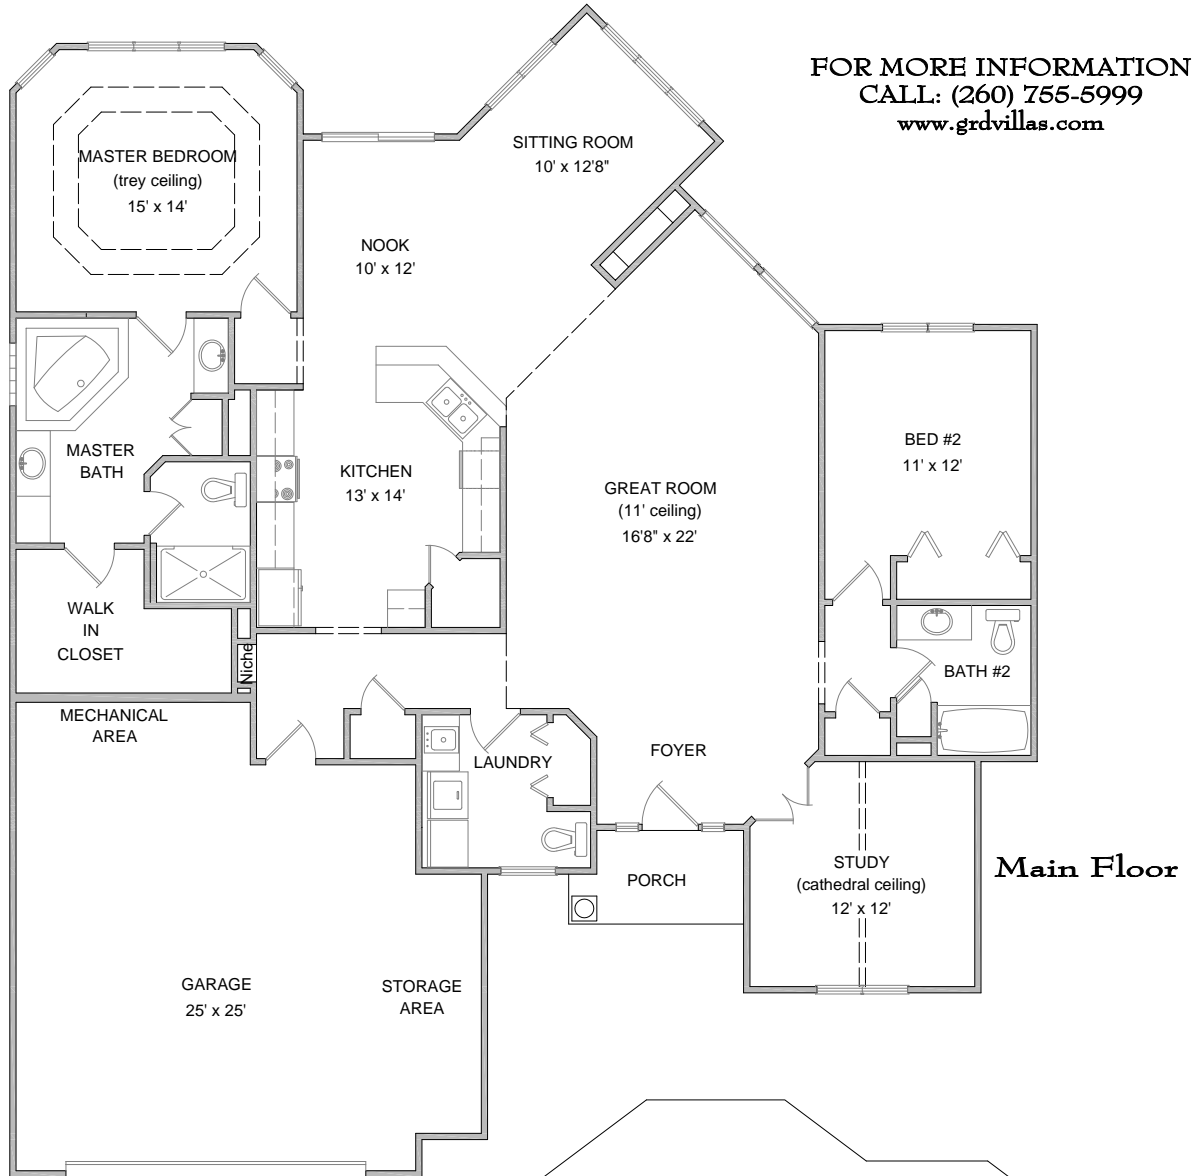 FOR MORE INFORMATION
CALL: (260) 755-5999
www.grdvillas.com
MASTER BEDROOM
(trey ceiling)
15' x 14'
SITTING ROOM
10' x 12'8"
NOOK
10' x 12'
MASTER
BATH
KITCHEN
13' x 14'
GREAT ROOM
(11' ceiling)
16'8" x 22'
BED #2
11' x 12'
WALK
IN
CLOSET
Niche
BATH #2
MECHANICAL
AREA
LAUNDRY
FOYER
PORCH
STUDY
(cathedral ceiling)
12' x 12'
Main Floor
GARAGE
25' x 25'
STORAGE
AREA